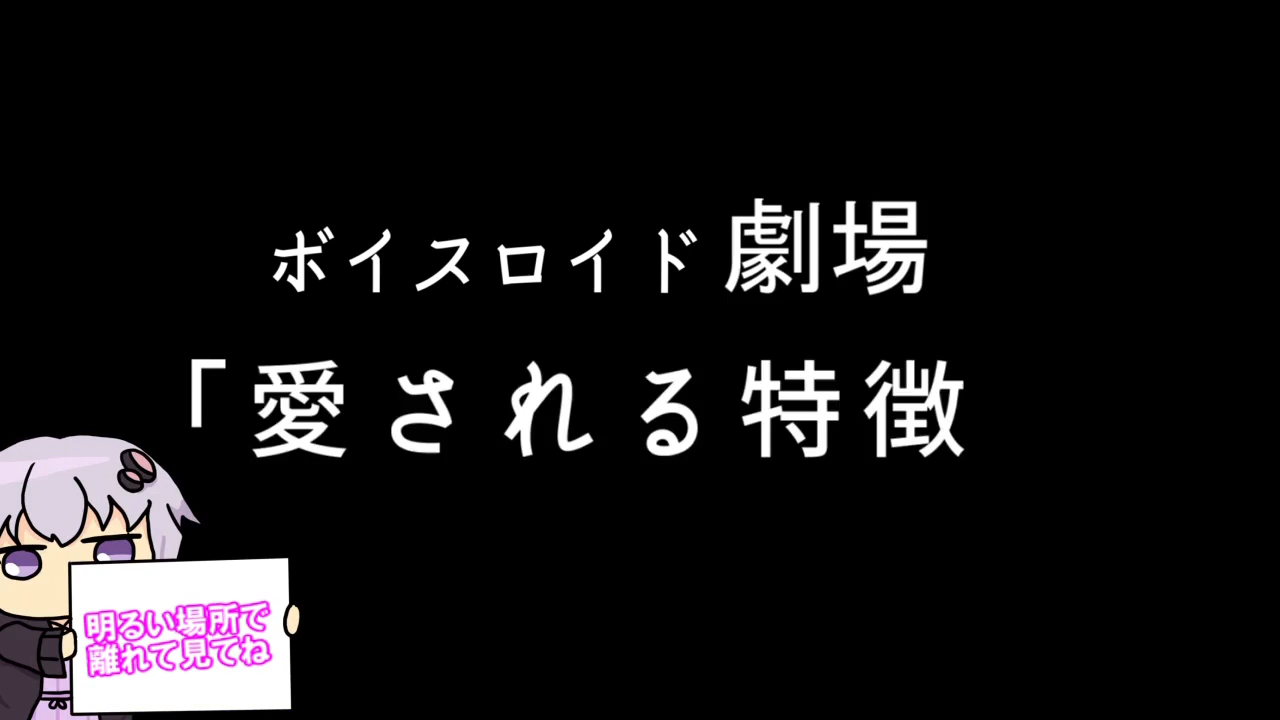 ボイスロイド劇場
「愛される特徴
明るい場所で
離れて見てね